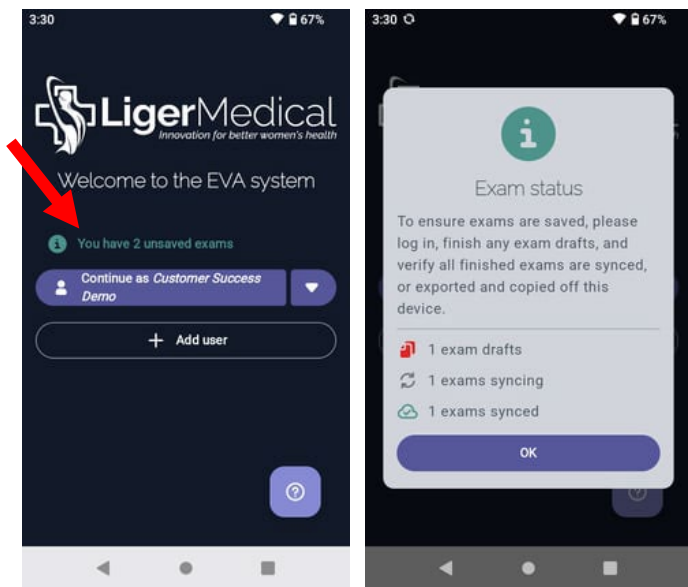 3:30
67%
LigerMedical
Innovation for better women's health
Welcome to the EVA system
You have 2 unsaved exams
Continue as Customer Success
Demo
+ Add user
3:30
67%
Exam status
To ensure exams are saved, please
log in, finish any exam drafts, and
verify all finished exams are synced,
or exported and copied off this
device.
1 exam drafts
1 exams syncing
1 exams synced
OK